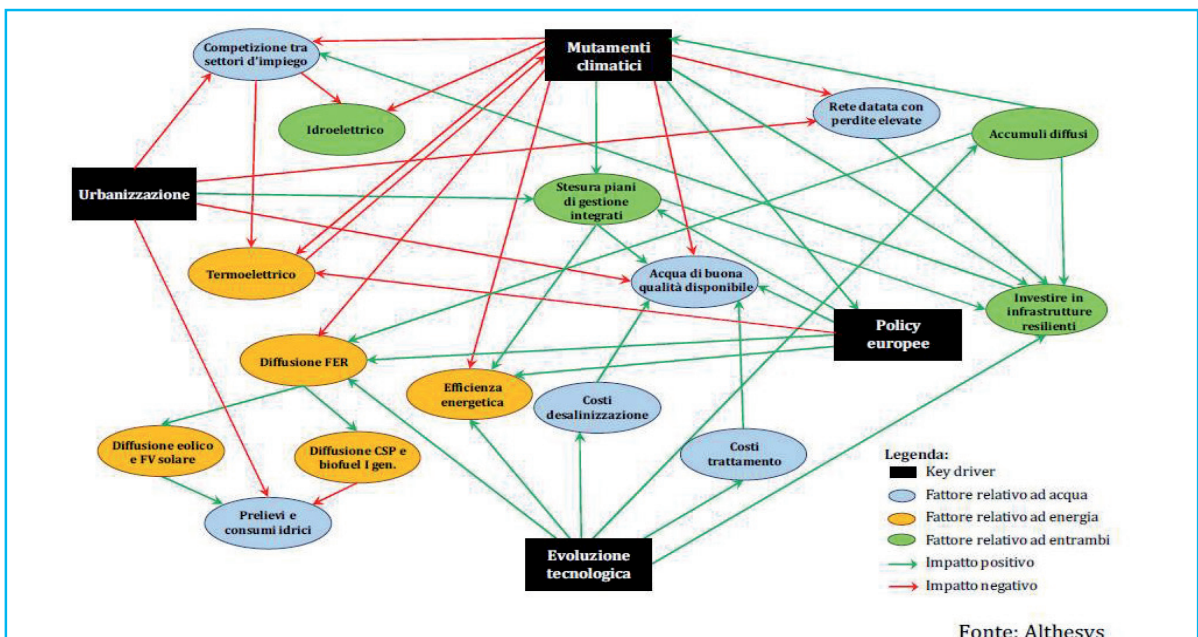 Competizione tra
settori d'impiego
Mutamenti
climatici
Rete datata con
perdite elevate
Accumuli diffusi
Idroelettrico
Urbanizzazione
Stesura piani
di gestione
integrati
Termoelettrico
Acqua di buona
qualità disponibile
Investire in
infrastrutture
resilienti
Policy
europee
Diffusione FER
Efficienza
energetica
Costi
desalinizzazione
Diffusione eolico
e FV solare
Diffusione CSP e
biofuel I gen.
Costi
trattamento
Prelievi e
consumi idrici
Evoluzione
tecnologica
Legenda:
Key driver
Fattore relativo ad acqua
Fattore relativo ad energia
Fattore relativo ad entrambi
Impatto positivo
Impatto negativo
Fonte: Althesys